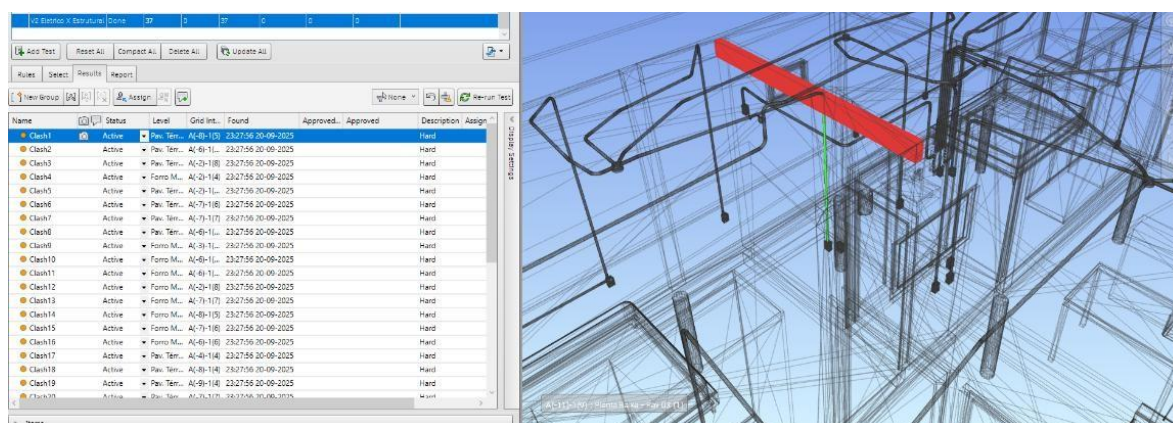 V2 Eletrico X Estrutural Done 37 0 37 0 0 0
Add Test Reset All Compact All Delete All Update All
Rules Select Results Report
New Group Assign None Re-run Test
Name Status Level Grid Int... Found Approved... Approved Description Assign
Clash1 Active Pav. Térr... A(-8)-1(5) 23:27:56 20-09-2025 Hard
Clash2 Active Pav. Térr... A(-6)-1(... 23:27:56 20-09-2025 Hard
Clash3 Active Pav. Térr... A(-2)-1(8) 23:27:56 20-09-2025 Hard
Clash4 Active Forro M... A(-2)-1(4) 23:27:56 20-09-2025 Hard
Clash5 Active Pav. Térr... A(-2)-1(... 23:27:56 20-09-2025 Hard
Clash6 Active Pav. Térr... A(-7)-1(6) 23:27:56 20-09-2025 Hard
Clash7 Active Pav. Térr... A(-7)-1(7) 23:27:56 20-09-2025 Hard
Clash8 Active Pav. Térr... A(-6)-1(... 23:27:56 20-09-2025 Hard
Clash9 Active Forro M... A(-3)-1(... 23:27:56 20-09-2025 Hard
Clash10 Active Forro M... A(-6)-1(... 23:27:56 20-09-2025 Hard
Clash11 Active Forro M... A(-6)-1(... 23:27:56 20-09-2025 Hard
Clash12 Active Forro M... A(-2)-1(8) 23:27:56 20-09-2025 Hard
Clash13 Active Forro M... A(-7)-1(7) 23:27:56 20-09-2025 Hard
Clash14 Active Forro M... A(-8)-1(5) 23:27:56 20-09-2025 Hard
Clash15 Active Forro M... A(-7)-1(6) 23:27:56 20-09-2025 Hard
Clash16 Active Forro M... A(-6)-1(6) 23:27:56 20-09-2025 Hard
Clash17 Active Pav. Térr... A(-4)-1(4) 23:27:56 20-09-2025 Hard
Clash18 Active Pav. Térr... A(-8)-1(4) 23:27:56 20-09-2025 Hard
Clash19 Active Pav. Térr... A(-9)-1(4) 23:27:56 20-09-2025 Hard
Clash20 Active Pav. Térr... A(-7)-1(7) 23:27:56 20-09-2025 Hard
Display Settings
Items